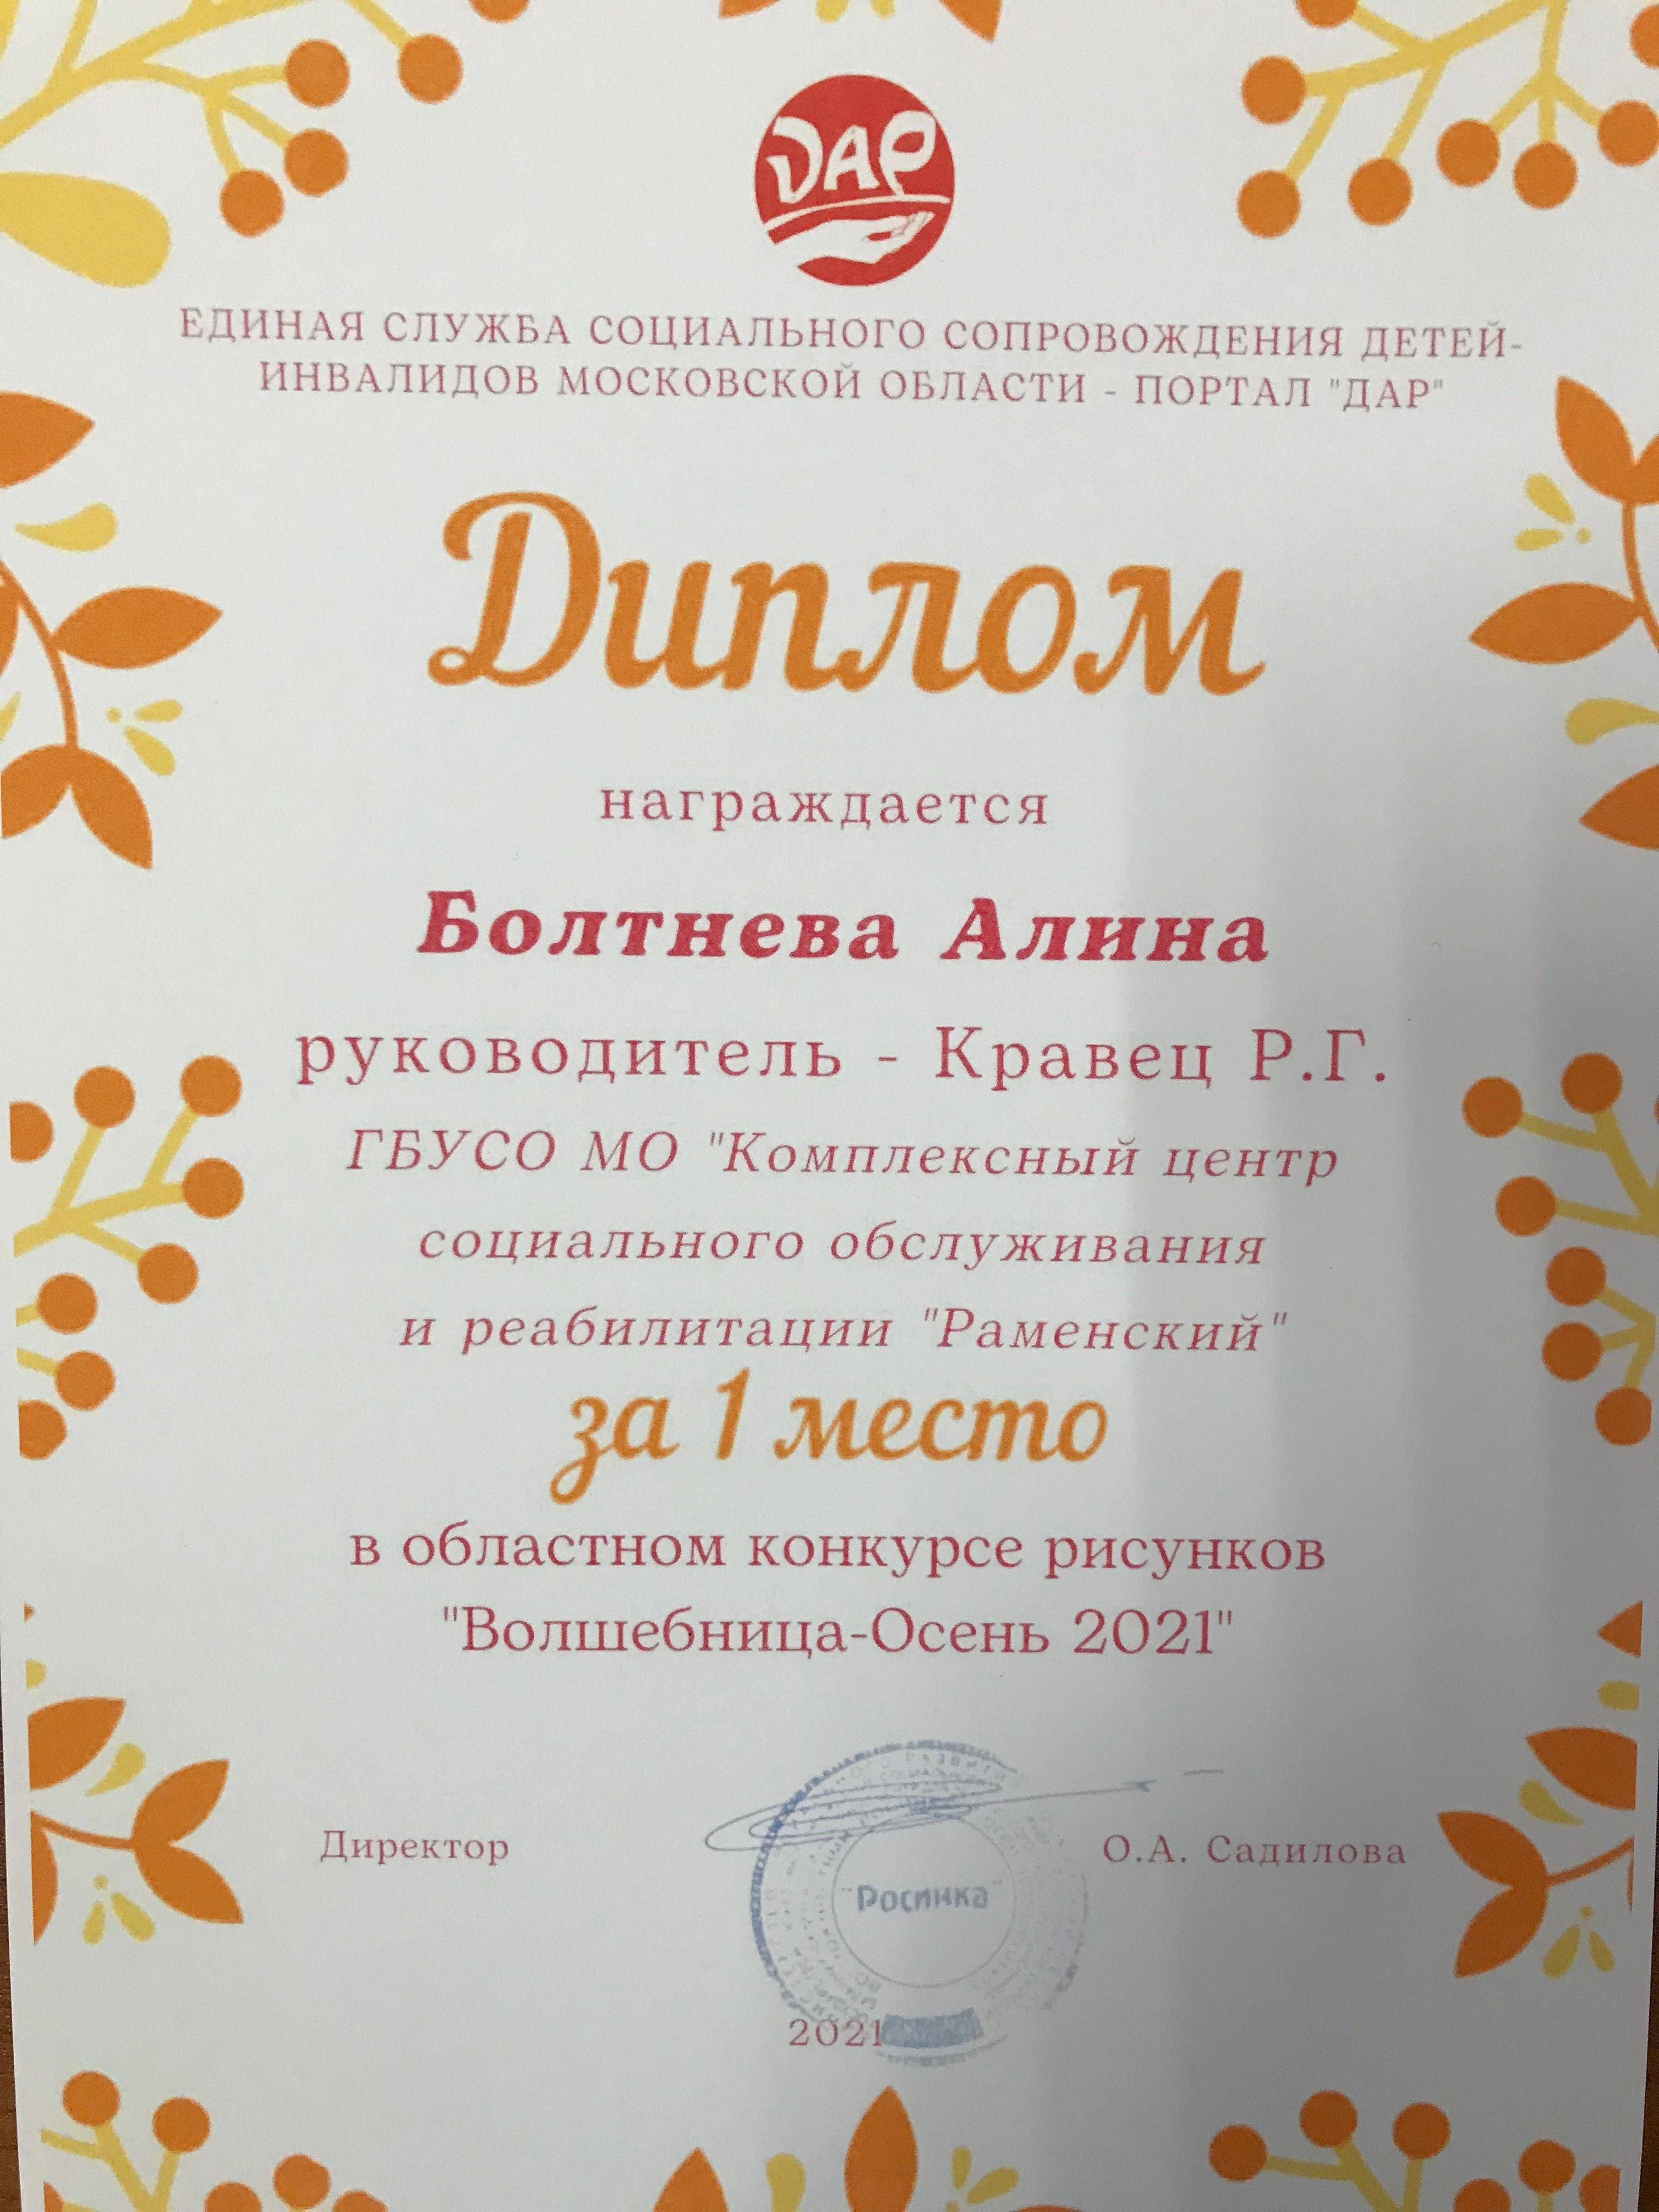 ДАР
ЕДИНАЯ СЛУЖБА СОЦИАЛЬНОГО СОПРОВОЖДЕНИЯ ДЕТЕЙ-
ИНВАЛИДОВ МОСКОВСКОЙ ОБЛАСТИ - ПОРТАЛ "ДАР"
Диплом
награждается
Болтнева Алина
руководитель - Кравец Р.Г.
ГБУСО МО "Комплексный центр
социального обслуживания
и реабилитации "Раменский"
за 1 место
в областном конкурсе рисунков
"Волшебница-Осень 2021"
Директор
"Росинка"
О.А. Садилова
2021